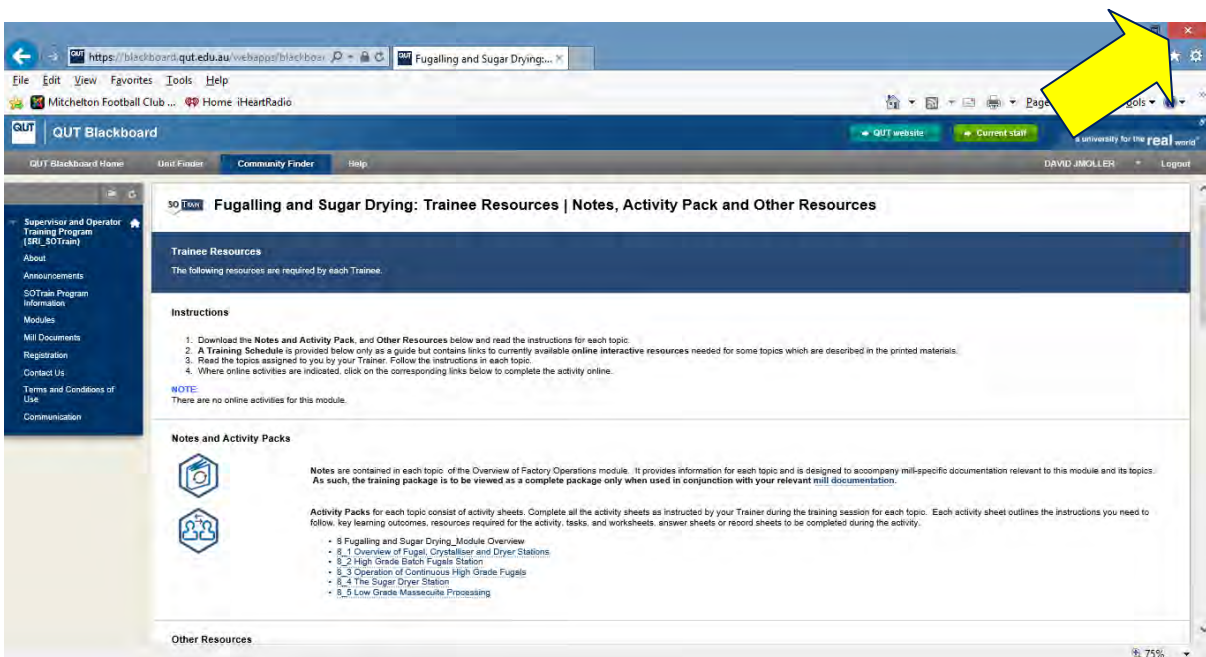 https://blackboard.qut.edu.au/webapps/blackboar
Fugalling and Sugar Drying:...
File Edit View Favorites Tools Help
Mitchelton Football Club ... Home iHeartRadio
Page
ools
QUT QUT Blackboard
QUT website
Current staff
a university for the real world
QUT Blackboard Home Unit Finder Community Finder Help
DAVID JMOLLER Logout
Supervisor and Operator
Training Program
(SRI_SOTrain)
About
Announcements
SOTrain Program
Information
Modules
Mill Documents
Registration
Contact Us
Terms and Conditions of
Use
Communication
SO TRAIN Fugalling and Sugar Drying: Trainee Resources | Notes, Activity Pack and Other Resources
Trainee Resources
The following resources are required by each Trainee.
Instructions
1. Download the Notes and Activity Pack, and Other Resources below and read the instructions for each topic.
2. A Training Schedule is provided below only as a guide but contains links to currently available online interactive resources needed for some topics which are described in the printed materials.
3. Read the topics assigned to you by your Trainer. Follow the instructions in each topic.
4. Where online activities are indicated, click on the corresponding links below to complete the activity online.
NOTE:
There are no online activities for this module.
Notes and Activity Packs
Notes are contained in each topic of the Overview of Factory Operations module. It provides information for each topic and is designed to accompany mill-specific documentation relevant to this module and its topics.
As such, the training package is to be viewed as a complete package only when used in conjunction with your relevant mill documentation.
Activity Packs for each topic consist of activity sheets. Complete all the activity sheets as instructed by your Trainer during the training session for each topic. Each activity sheet outlines the instructions you need to
follow, key learning outcomes, resources required for the activity, tasks, and worksheets, answer sheets or record sheets to be completed during the activity.
• 8 Fugalling and Sugar Drying_Module Overview
• 8_1 Overview of Fugal, Crystalliser and Dryer Stations
• 8_2 High Grade Batch Fugals Station
• 8_3 Operation of Continuous High Grade Fugals
• 8_4 The Sugar Dryer Station
• 8_5 Low Grade Massecuite Processing
Other Resources
75%